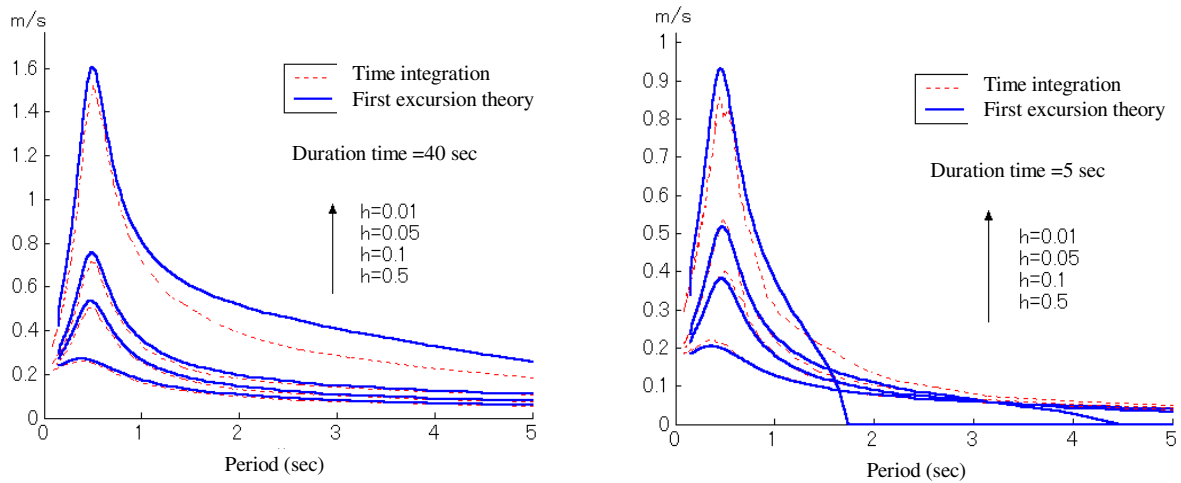 m/s
1.6
1.4
1.2
1
0.8
0.6
0.4
0.2
0
0 1 2 3 4 5
Period (sec)
Time integration
First excursion theory
Duration time =40 sec
h=0.01
h=0.05
h=0.1
h=0.5
m/s
1
0.9
0.8
0.7
0.6
0.5
0.4
0.3
0.2
0.1
0
0 1 2 3 4 5
Period (sec)
Time integration
First excursion theory
Duration time =5 sec
h=0.01
h=0.05
h=0.1
h=0.5